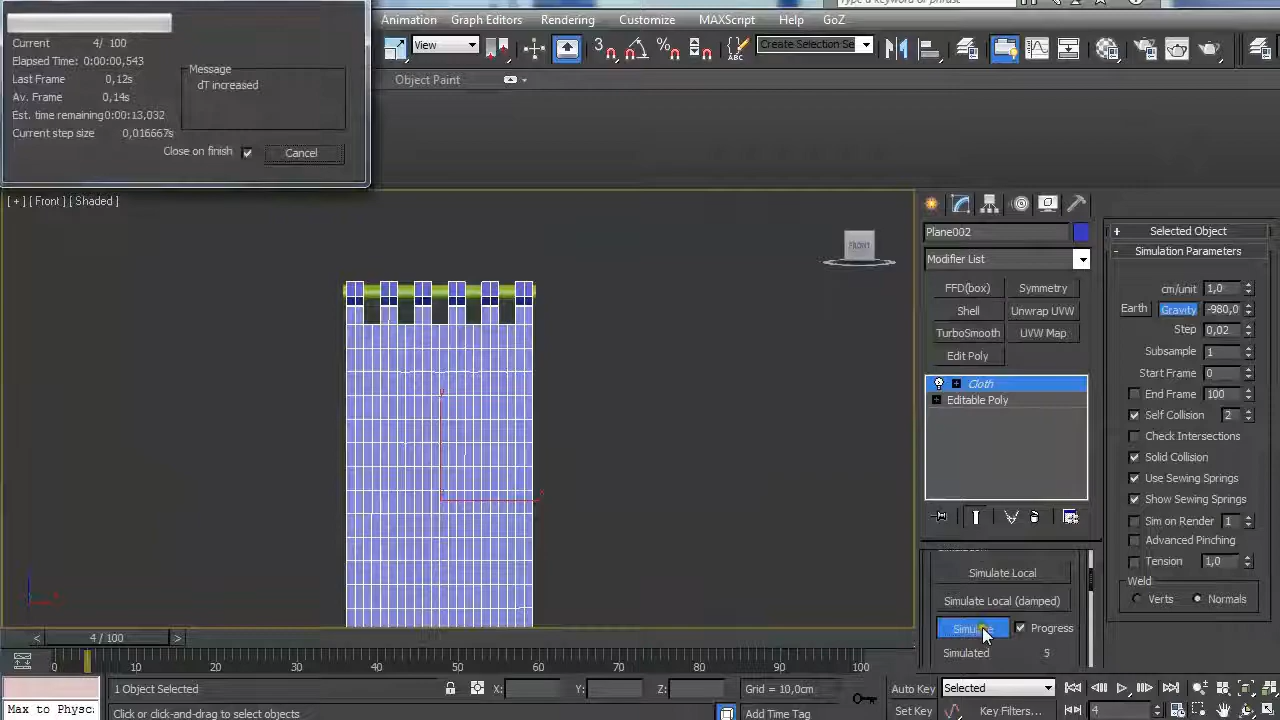 Animation Graph Editors Rendering Customize MAXScript Help GoZ
Current 4/ 100
Elapsed Time: 0:00:00,543
Last Frame 0,12s
Av. Frame 0,14s
Est. time remaining 0:00:13,032
Current step size 0,016667s
Message
dT increased
Close on finish Cancel
View 3 % ABC Create Selection Se
Object Paint
[ + ] [ Front ] [ Shaded ]
FRONT
Plane002
Modifier List
FFD(box) Symmetry
Shell Unwrap UVW
TurboSmooth UVW Map
Edit Poly
Cloth
Editable Poly
Simulate Local
Simulate Local (damped)
Progress
Simulated 5
+ Selected Object
- Simulation Parameters
cm/unit 1,0
Earth Gravity -980,0
Step 0,02
Subsample 1
Start Frame 0
End Frame 100
Self Collision 2
Check Intersections
Solid Collision
Use Sewing Springs
Show Sewing Springs
Sim on Render 1
Advanced Pinching
Tension 1,0
Weld
Verts Normals
< 4 / 100 >
0 10 20 30 40 50 60 70 80 90 100
1 Object Selected X: Y: Z: Grid = 10,0cm Auto Key Selected
Max to Physc
Click or click-and-drag to select objects Add Time Tag Set Key Key Filters... 4